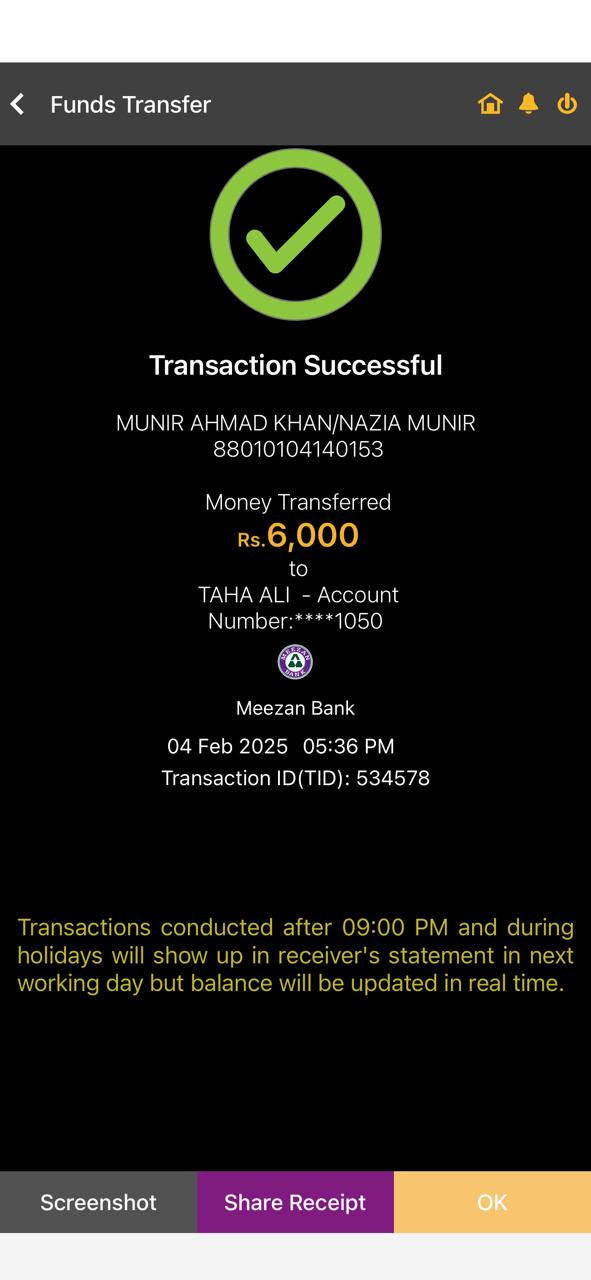 Funds Transfer
Transaction Successful
MUNIR AHMAD KHAN/NAZIA MUNIR
88010104140153
Money Transferred
Rs.6,000
to
TAHA ALI - Account
Number:****1050
MEEZAN BANK
Meezan Bank
04 Feb 2025 05:36 PM
Transaction ID(TID): 534578
Transactions conducted after 09:00 PM and during
holidays will show up in receiver's statement in next
working day but balance will be updated in real time.
Screenshot
Share Receipt
OK